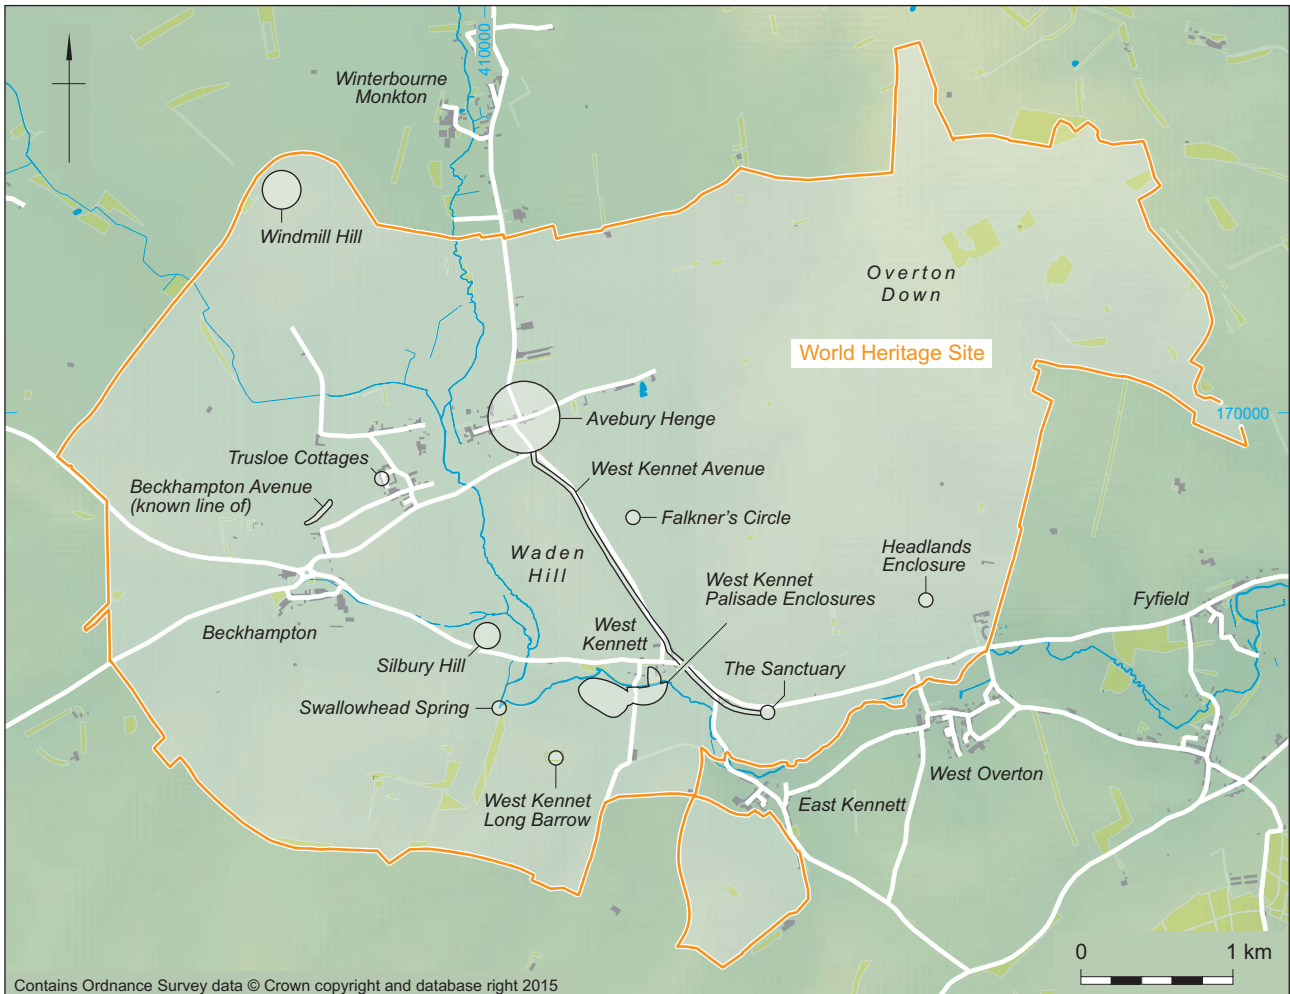 410000
Winterbourne
Monkton
Windmill Hill
Overton
Down
World Heritage Site
170000
Avebury Henge
Trusloe Cottages
West Kennet Avenue
Beckhampton Avenue
(known line of)
Falkner's Circle
Waden
Hill
Headlands
Enclosure
West Kennet
Palisade Enclosures
Fyfield
Beckhampton
West
Kennett
Silbury Hill
The Sanctuary
Swallowhead Spring
West Overton
West Kennet
Long Barrow
East Kennett
0 1 km
Contains Ordnance Survey data © Crown copyright and database right 2015